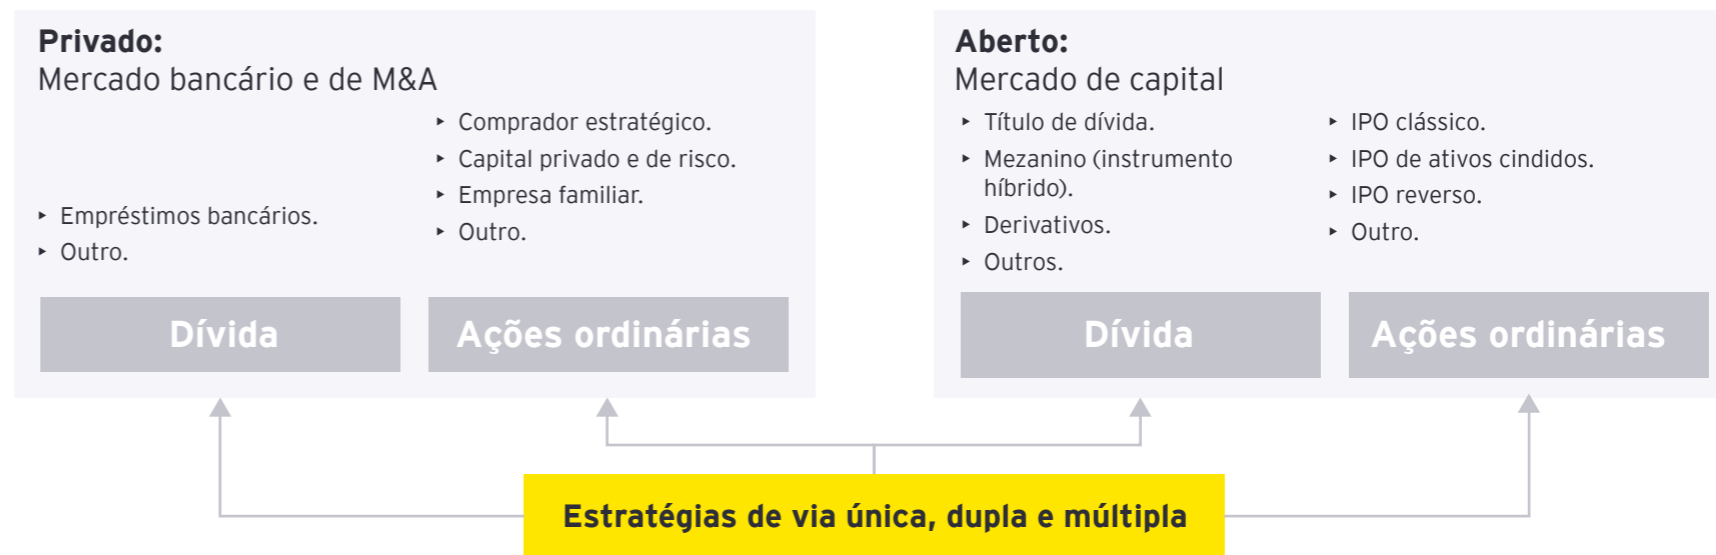 Privado:
Mercado bancário e de M&A
‣ Empréstimos bancários.
‣ Outro.
Dívida
‣ Comprador estratégico.
‣ Capital privado e de risco.
‣ Empresa familiar.
‣ Outro.
Ações ordinárias
Aberto:
Mercado de capital
‣ Título de dívida.
‣ Mezanino (instrumento
híbrido).
‣ Derivativos.
‣ Outros.
Dívida
‣ IPO clássico.
‣ IPO de ativos cindidos.
‣ IPO reverso.
‣ Outro.
Ações ordinárias
Estratégias de via única, dupla e múltipla